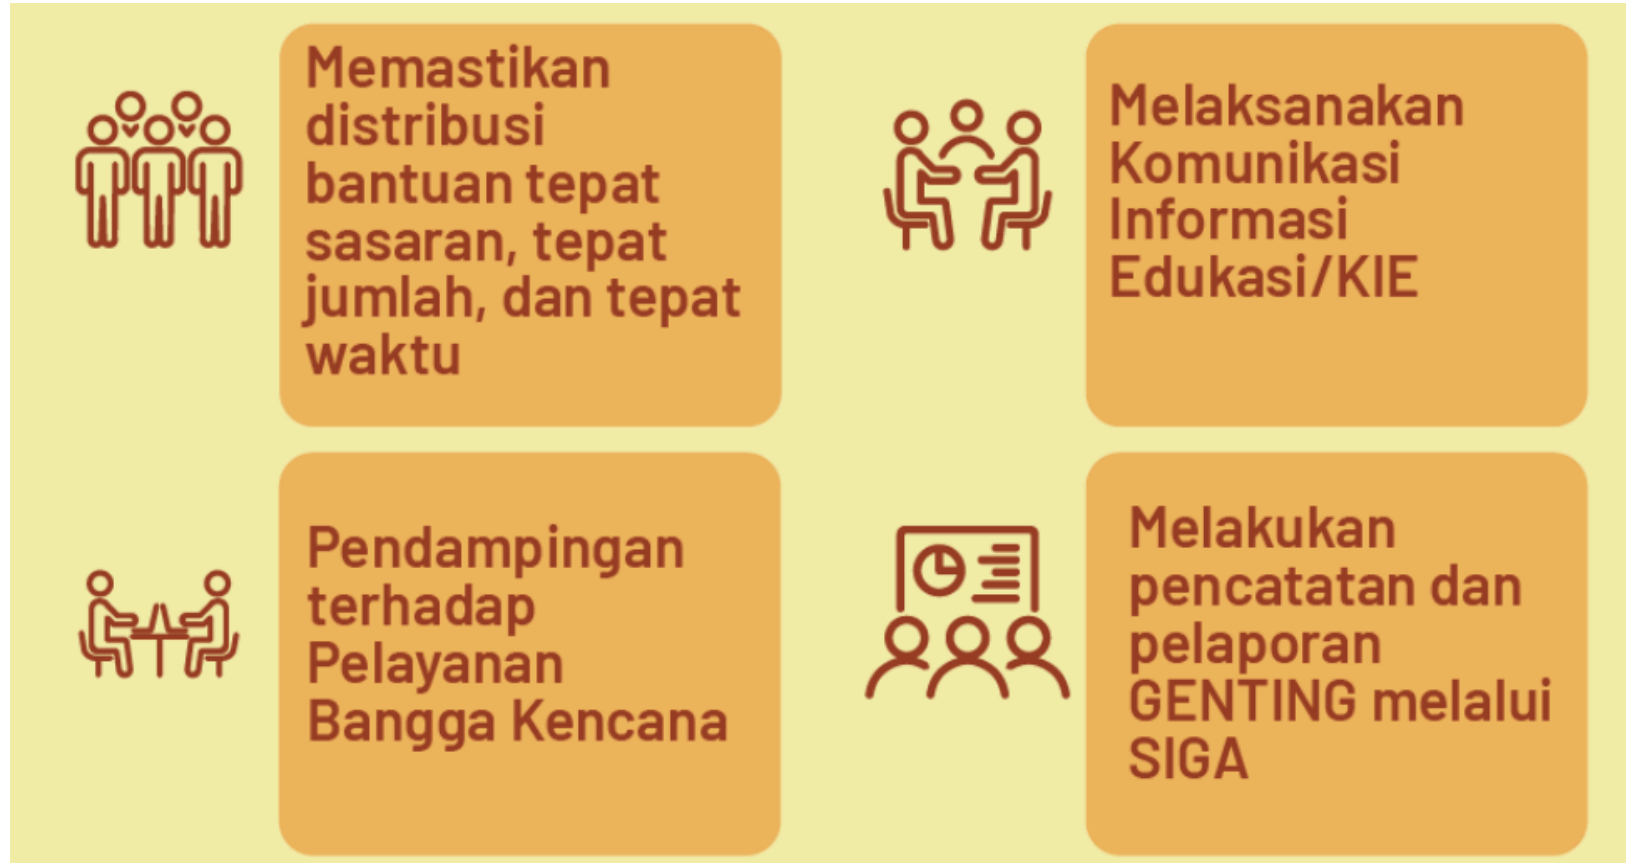 Memastikan
distribusi
bantuan tepat
sasaran, tepat
jumlah, dan tepat
waktu
Melaksanakan
Komunikasi
Informasi
Edukasi/KIE
Pendampingan
terhadap
Pelayanan
Bangga Kencana
Melakukan
pencatatan dan
pelaporan
GENTING melalui
SIGA